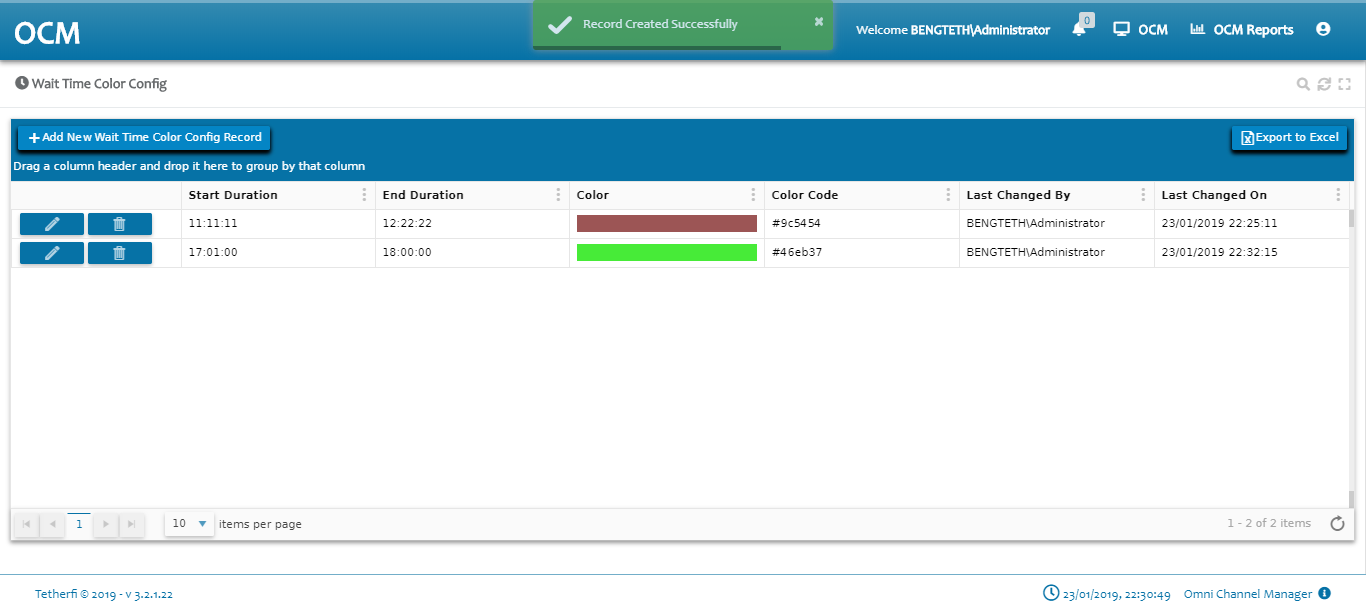 OCM
Record Created Successfully
Welcome BENGTETH\Administrator
0
OCM
OCM Reports
Wait Time Color Config
Add New Wait Time Color Config Record
Export to Excel
Drag a column header and drop it here to group by that column
Start Duration End Duration Color Color Code Last Changed By Last Changed On
11:11:11 12:22:22 #9c5454 BENGTETH\Administrator 23/01/2019 22:25:11
17:01:00 18:00:00 #46eb37 BENGTETH\Administrator 23/01/2019 22:32:15
1 10 items per page 1 - 2 of 2 items
Tetherfi © 2019 - v 3.2.1.22 23/01/2019, 22:30:49 Omni Channel Manager